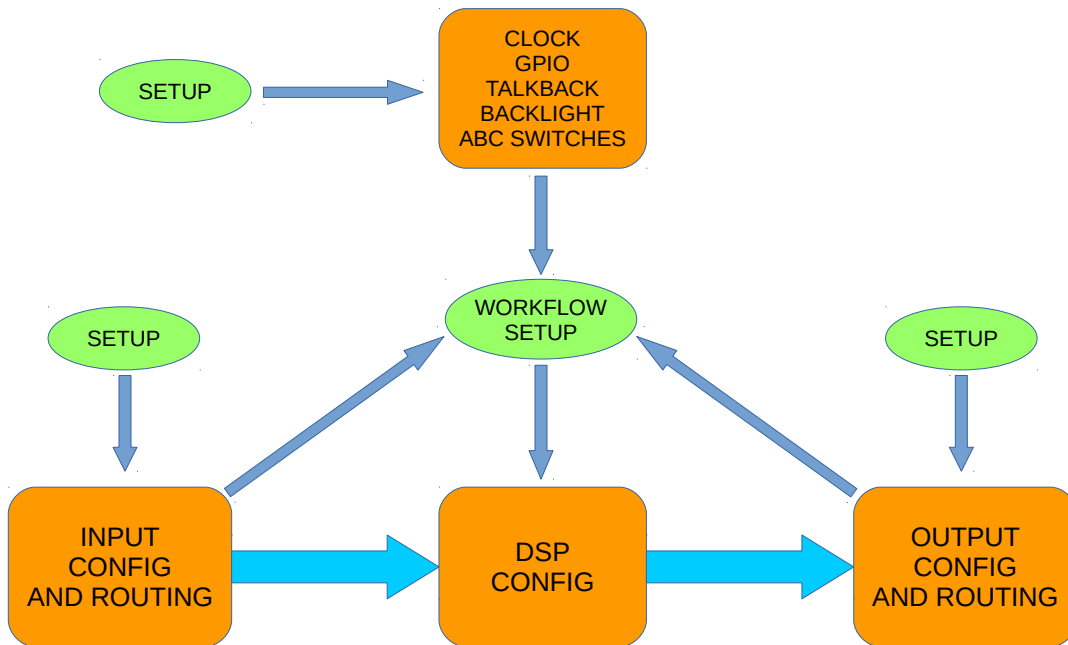 CLOCK
GPIO
TALKBACK
BACKLIGHT
ABC SWITCHES
SETUP
WORKFLOW
SETUP
SETUP
SETUP
INPUT
CONFIG
AND ROUTING
DSP
CONFIG
OUTPUT
CONFIG
AND ROUTING